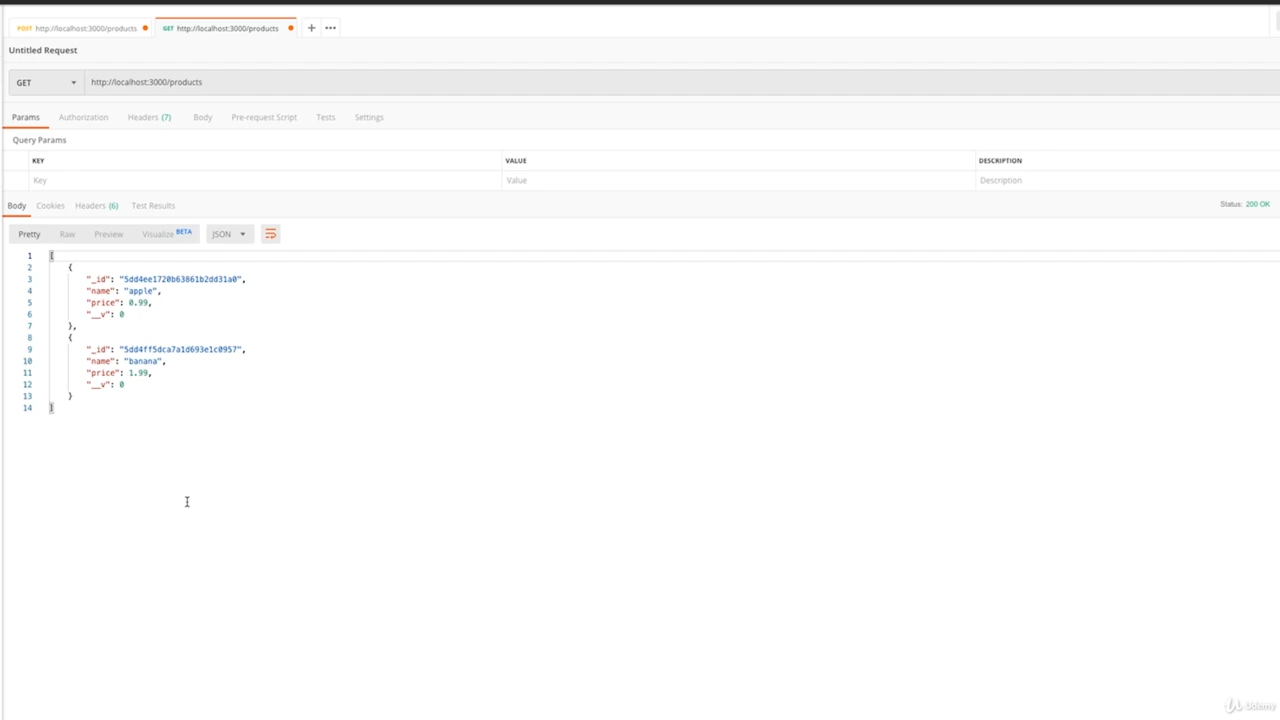 POST http://localhost:3000/products GET http://localhost:3000/products + •••
Untitled Request
GET http://localhost:3000/products
Params Authorization Headers (7) Body Pre-request Script Tests Settings
Query Params
KEY VALUE DESCRIPTION
Key Value Description
Body Cookies Headers (6) Test Results Status: 200 OK
Pretty Raw Preview Visualize BETA JSON
1 [
2 {
3 "_id": "5dd4ee1720b63861b2dd31a0",
4 "name": "apple",
5 "price": 0.99,
6 "__v": 0
7 },
8 {
9 "_id": "5dd4ff5dca7a1d693e1c0957",
10 "name": "banana",
11 "price": 1.99,
12 "__v": 0
13 }
14 ]
Udemy